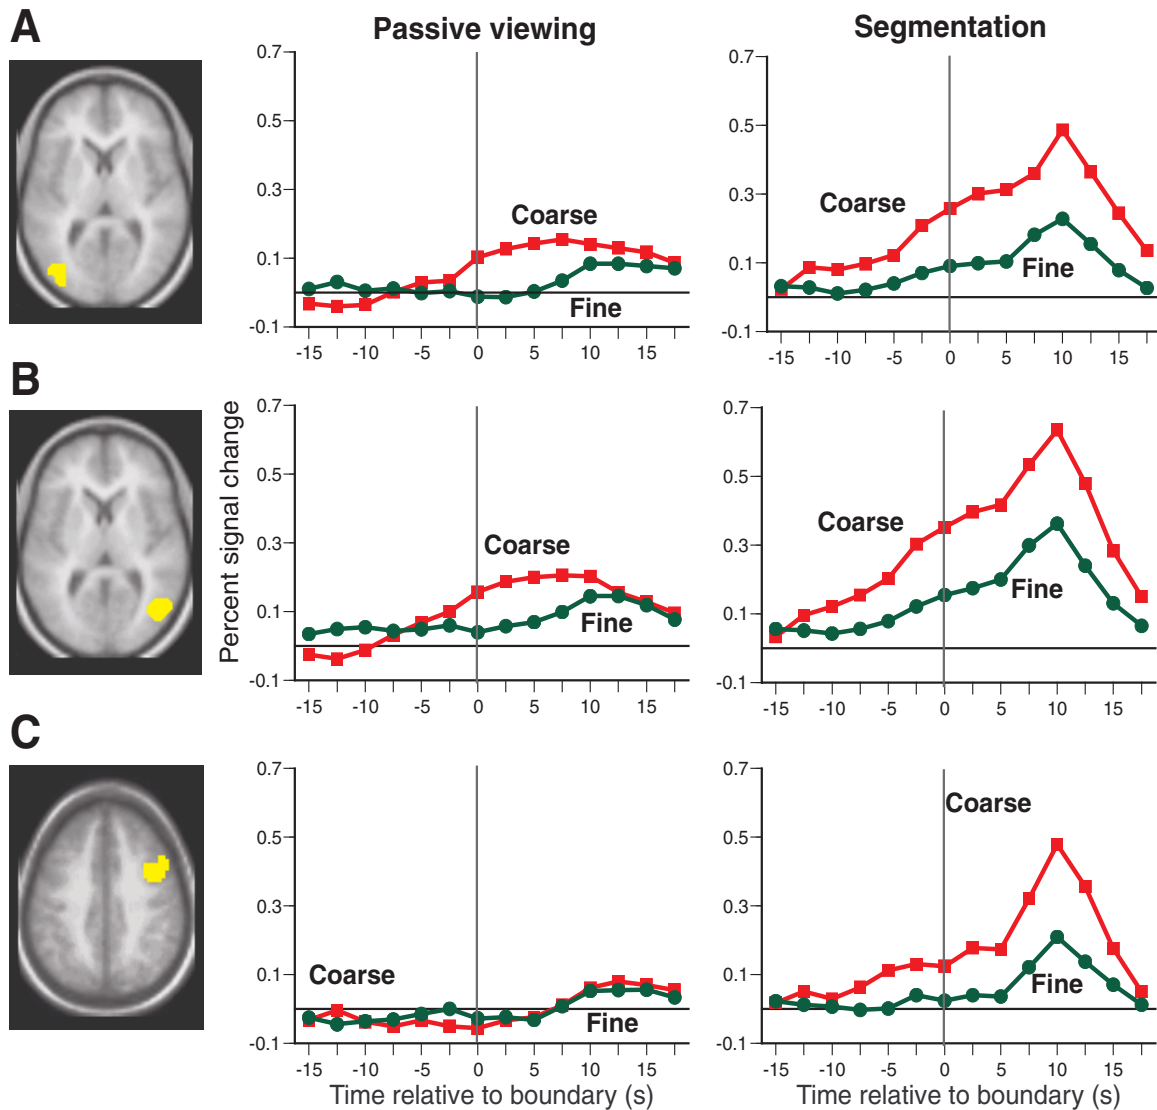 A
Passive viewing
Segmentation
0.7
0.5
0.3
0.1
-0.1
Coarse
Fine
-15 -10 -5 0 5 10 15
0.7
0.5
0.3
0.1
-0.1
Coarse
Fine
-15 -10 -5 0 5 10 15
B
Percent signal change
0.7
0.5
0.3
0.1
-0.1
Coarse
Fine
-15 -10 -5 0 5 10 15
0.7
0.5
0.3
0.1
-0.1
Coarse
Fine
-15 -10 -5 0 5 10 15
C
0.7
0.5
0.3
0.1
-0.1
Coarse
Fine
-15 -10 -5 0 5 10 15
Time relative to boundary (s)
0.7
0.5
0.3
0.1
-0.1
Coarse
Fine
-15 -10 -5 0 5 10 15
Time relative to boundary (s)